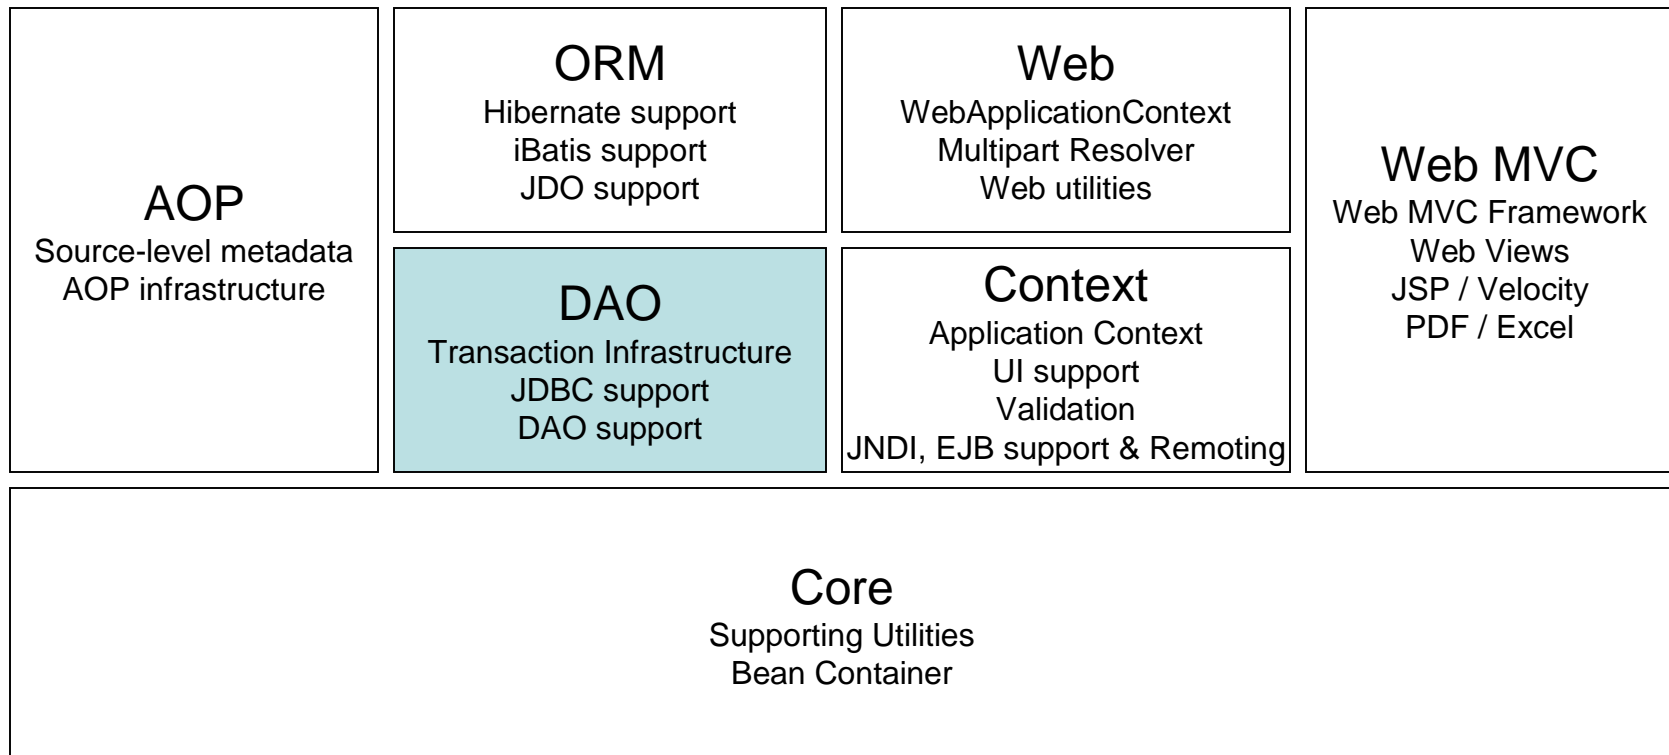 AOP
Source-level metadata
AOP infrastructure
ORM
Hibernate support
iBatis support
JDO support
DAO
Transaction Infrastructure
JDBC support
DAO support
Web
WebApplicationContext
Multipart Resolver
Web utilities
Context
Application Context
UI support
Validation
JNDI, EJB support & Remoting
Web MVC
Web MVC Framework
Web Views
JSP / Velocity
PDF / Excel
Core
Supporting Utilities
Bean Container